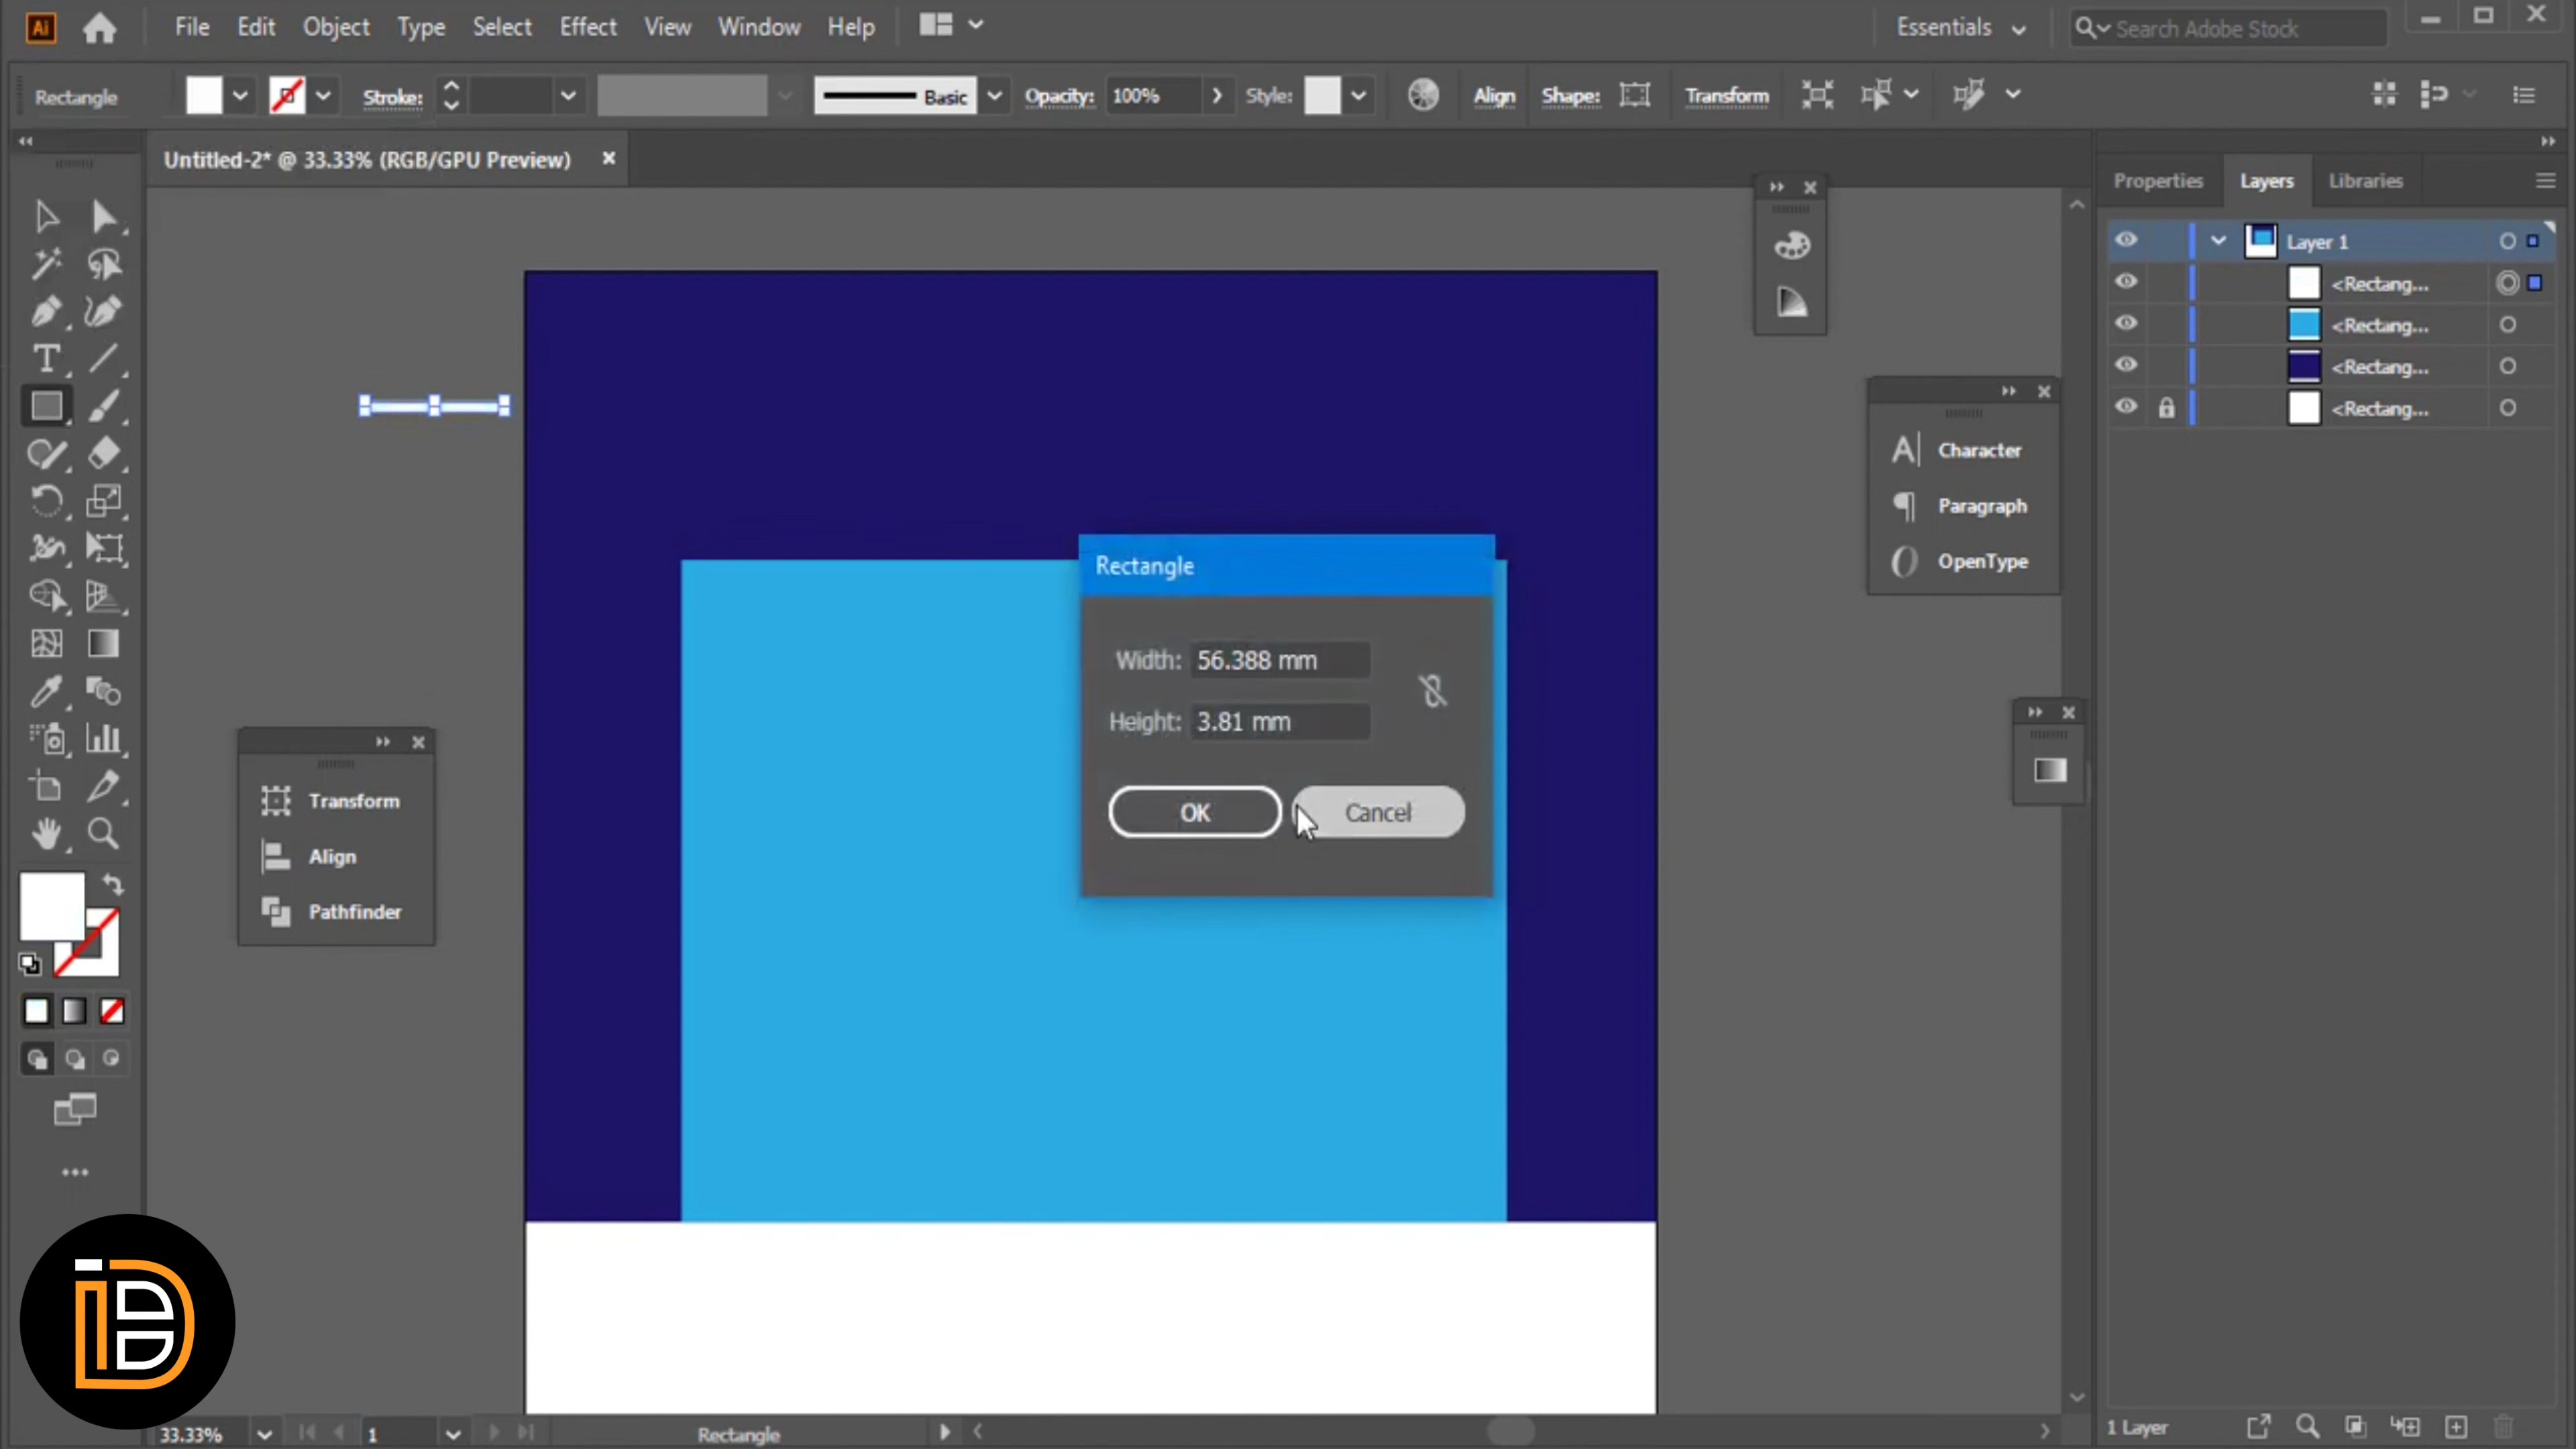 Ai File Edit Object Type Select Effect View Window Help Essentials Search Adobe Stock
Rectangle Stroke: Basic Opacity: 100% Style: Align Shape: Transform
Untitled-2* @ 33.33% (RGB/GPU Preview)
Properties Layers Libraries
Layer 1
<Rectang...
<Rectang...
<Rectang...
<Rectang...
Character
Paragraph
OpenType
Rectangle
Width: 56.388 mm
Height: 3.81 mm
OK Cancel
Transform
Align
Pathfinder
33.33% 1 Rectangle
1 Layer